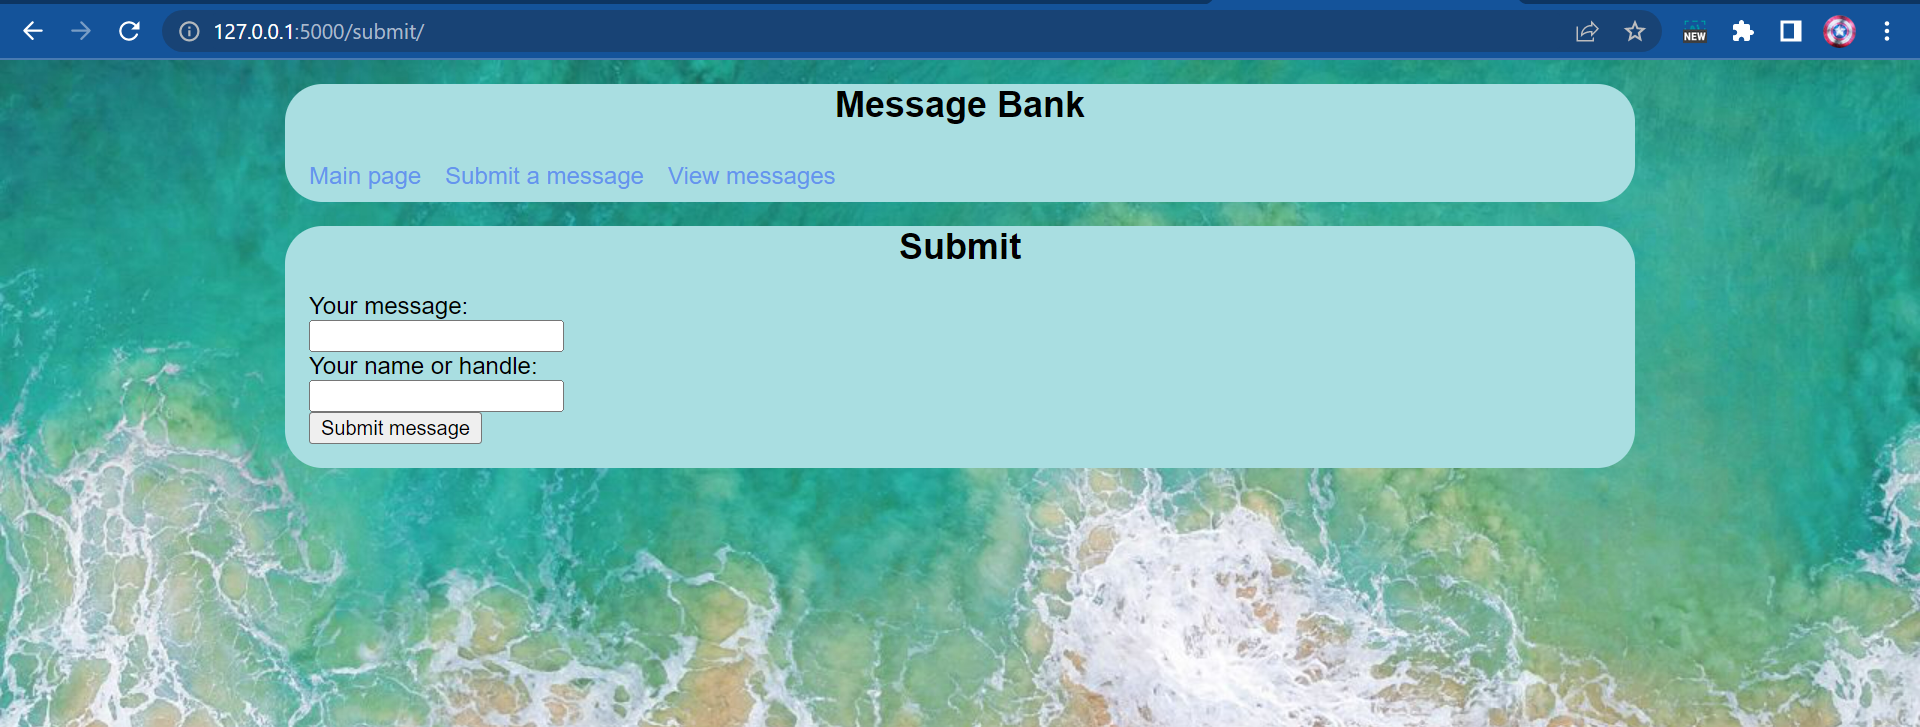 127.0.0.1:5000/submit/
NEW
Message Bank
Main page Submit a message View messages
Submit
Your message:
Your name or handle:
Submit message